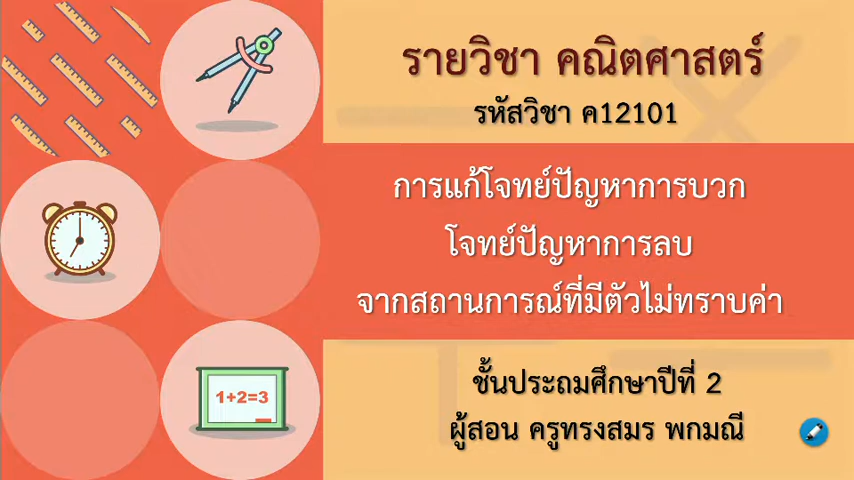 รายวิชา คณิตศาสตร์
รหัสวิชา ค12101
การแก้โจทย์ปัญหาการบวก
โจทย์ปัญหาการลบ
จากสถานการณ์ที่มีตัวไม่ทราบค่า
1+2=3
ชั้นประถมศึกษาปีที่ 2
ผู้สอน ครูทรงสมร พกมณี